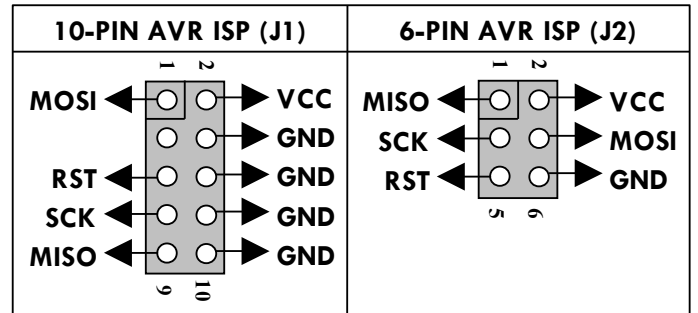 10-PIN AVR ISP (J1) 6-PIN AVR ISP (J2)
1 2 1 2
MOSI VCC MISO VCC
GND SCK MOSI
RST GND RST GND
SCK GND 5 6
MISO GND
9 10